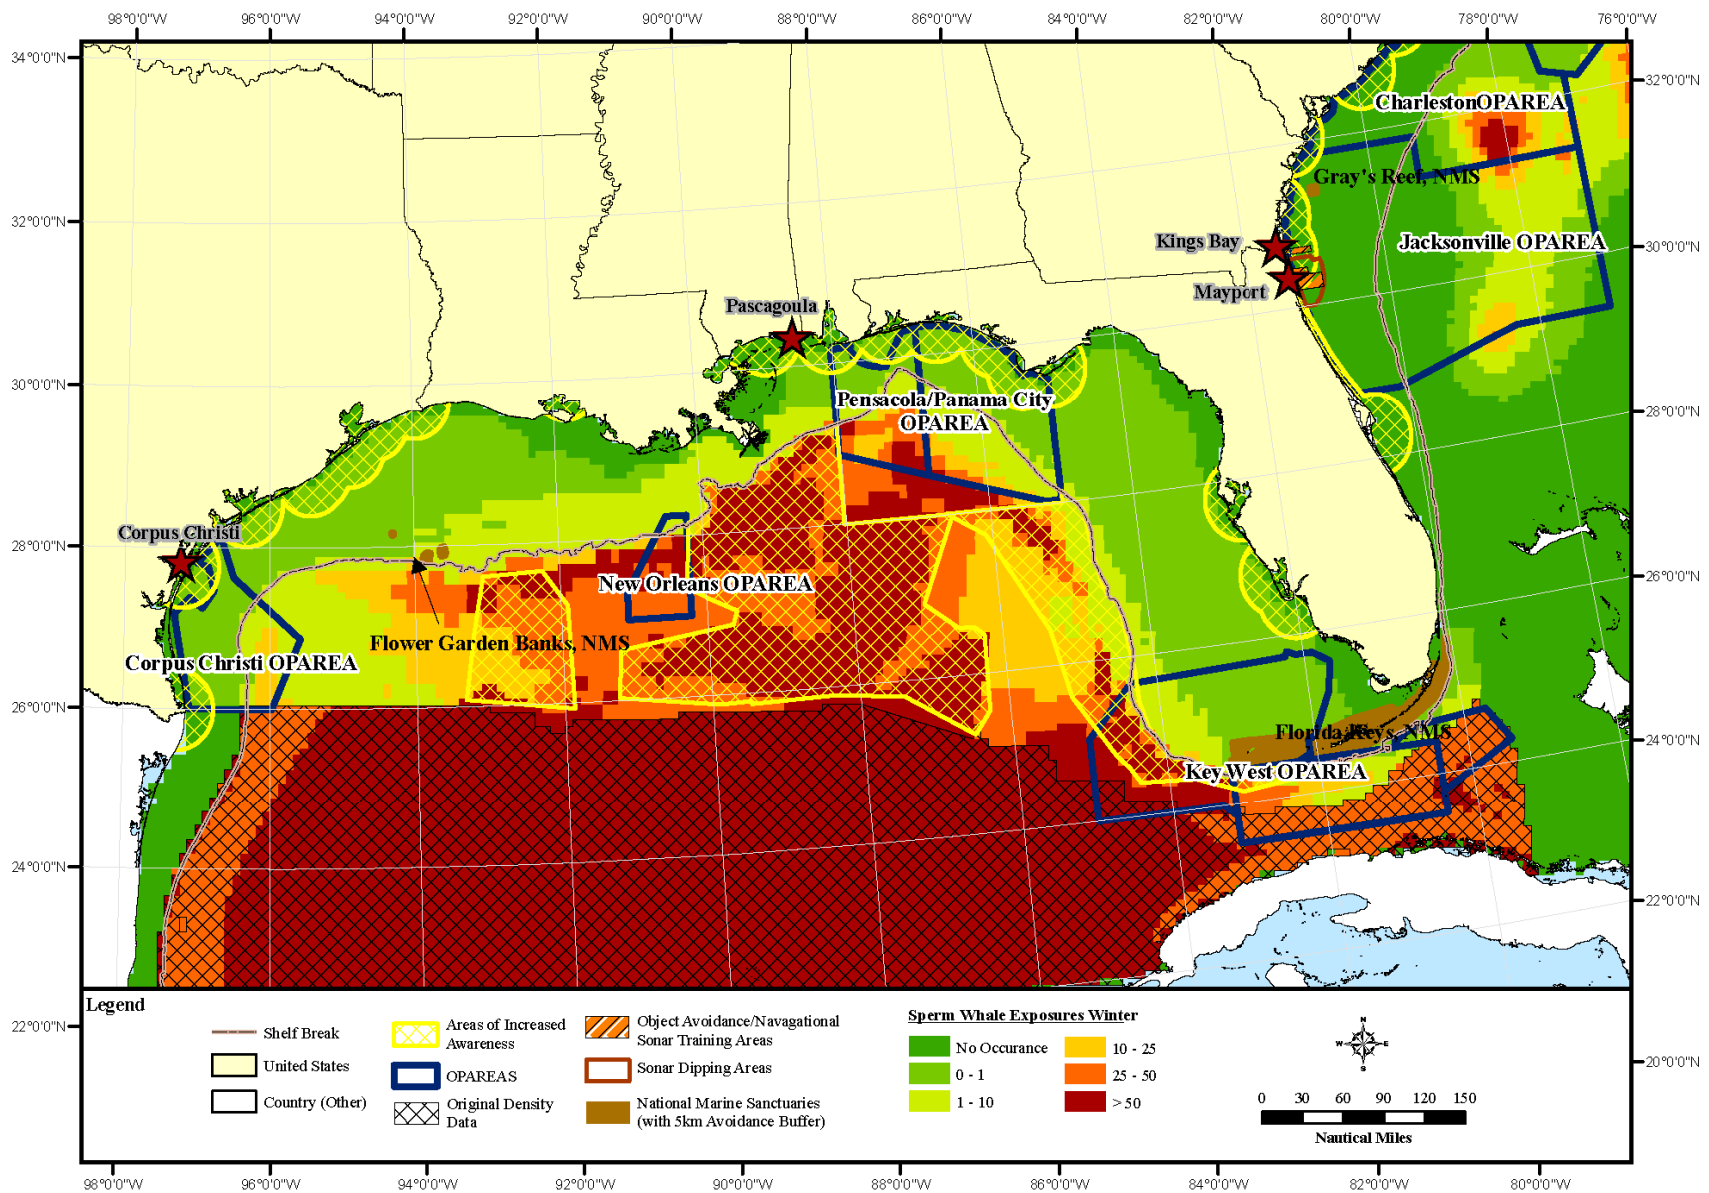 98°0'0"W 96°0'0"W 94°0'0"W 92°0'0"W 90°0'0"W 88°0'0"W 86°0'0"W 84°0'0"W 82°0'0"W 80°0'0"W 78°0'0"W 76°0'0"W
34°0'0"N
32°0'0"N
CharlestonOPAREA
Gray's Reef, NMS
32°0'0"N
Kings Bay
Jacksonville OPAREA
30°0'0"N
Mayport
Pascagoula
30°0'0"N
Pensacola/Panama City
OPAREA
28°0'0"N
Corpus Christi
28°0'0"N
New Orleans OPAREA
26°0'0"N
Flower Garden Banks, NMS
Corpus Christi OPAREA
26°0'0"N
Florida Keys, NMS
24°0'0"N
Key West OPAREA
24°0'0"N
22°0'0"N
Legend
22°0'0"N
20°0'0"N
Shelf Break
United States
Country (Other)
Areas of Increased
Awareness
OPAREAS
Original Density
Data
Object Avoidance/Navagational
Sonar Training Areas
Sonar Dipping Areas
National Marine Sanctuaries
(with 5km Avoidance Buffer)
Sperm Whale Exposures Winter
No Occurance
0 - 1
1 - 10
10 - 25
25 - 50
>50
N
W E
S
0 30 60 90 120 150
Nautical Miles
98°0'0"W 96°0'0"W 94°0'0"W 92°0'0"W 90°0'0"W 88°0'0"W 86°0'0"W 84°0'0"W 82°0'0"W 80°0'0"W